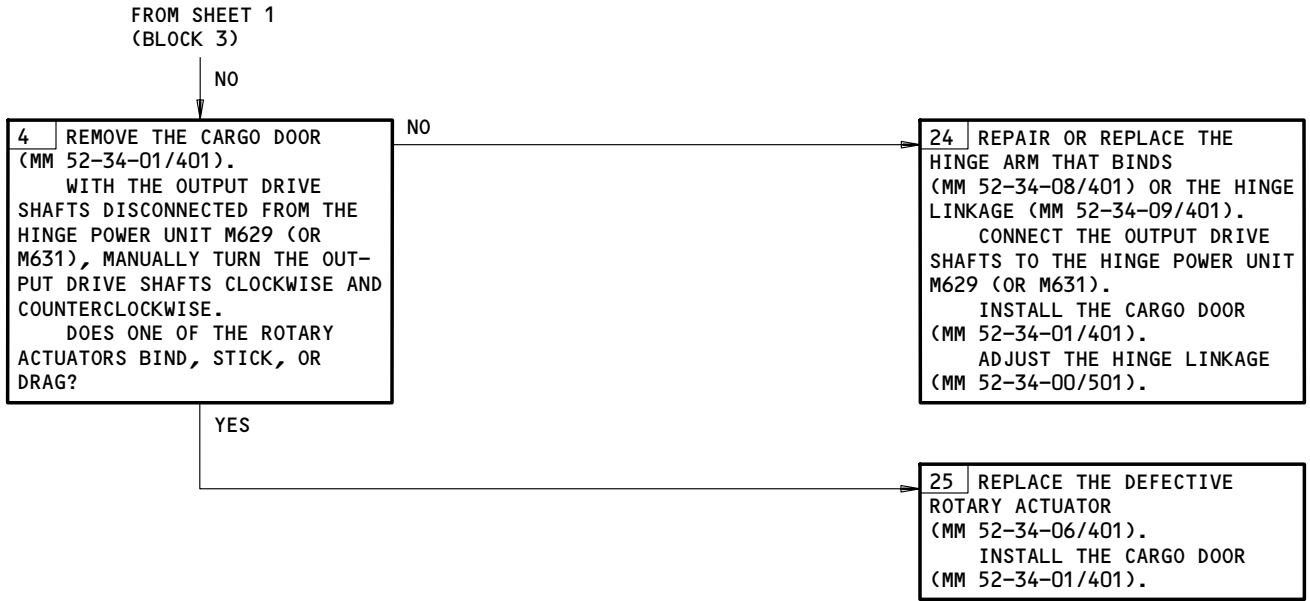 FROM SHEET 1
(BLOCK 3)
NO
4 REMOVE THE CARGO DOOR
(MM 52-34-01/401).
WITH THE OUTPUT DRIVE
SHAFTS DISCONNECTED FROM THE
HINGE POWER UNIT M629 (OR
M631), MANUALLY TURN THE OUT-
PUT DRIVE SHAFTS CLOCKWISE AND
COUNTERCLOCKWISE.
DOES ONE OF THE ROTARY
ACTUATORS BIND, STICK, OR
DRAG?
NO
24 REPAIR OR REPLACE THE
HINGE ARM THAT BINDS
(MM 52-34-08/401) OR THE HINGE
LINKAGE (MM 52-34-09/401).
CONNECT THE OUTPUT DRIVE
SHAFTS TO THE HINGE POWER UNIT
M629 (OR M631).
INSTALL THE CARGO DOOR
(MM 52-34-01/401).
ADJUST THE HINGE LINKAGE
(MM 52-34-00/501).
YES
25 REPLACE THE DEFECTIVE
ROTARY ACTUATOR
(MM 52-34-06/401).
INSTALL THE CARGO DOOR
(MM 52-34-01/401).